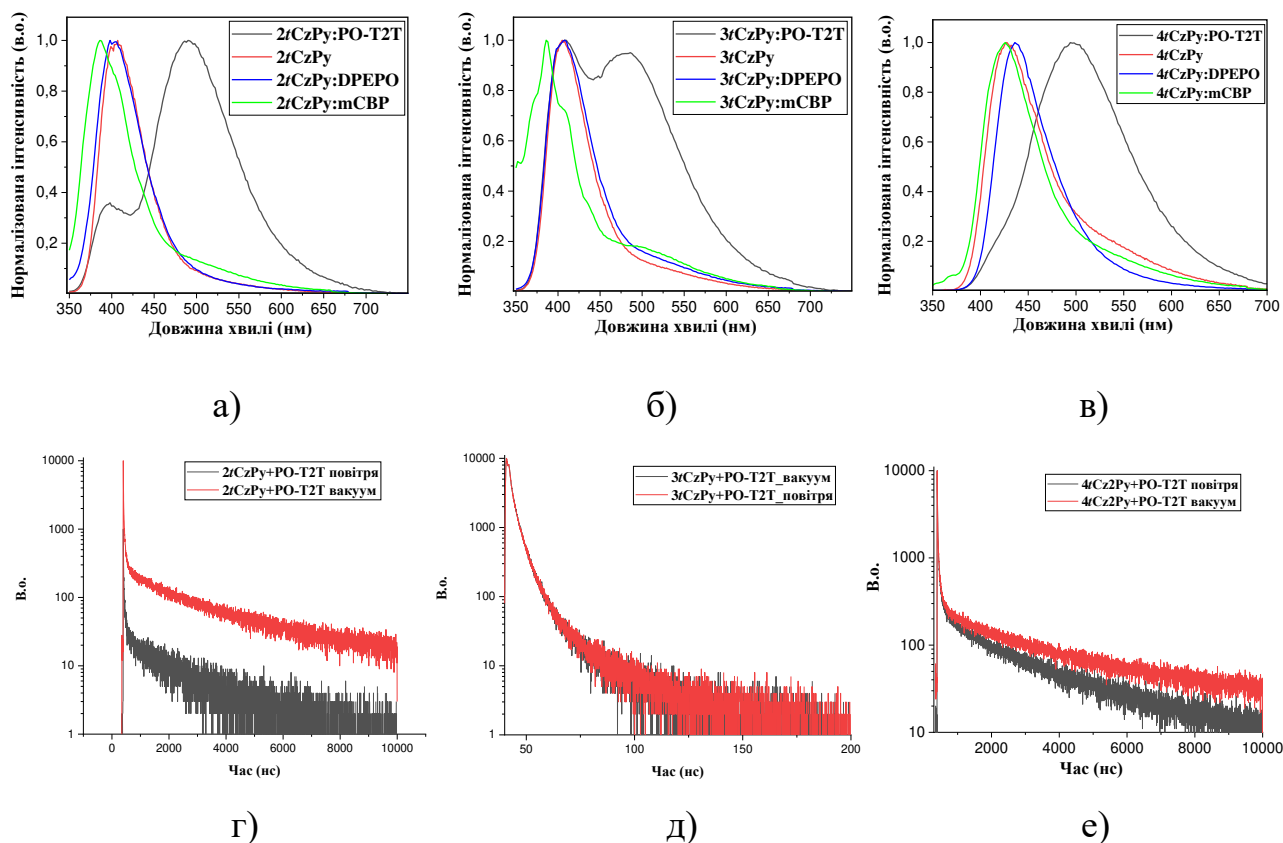 Нормалізована інтенсивність (в.о.)
1,0
0,8
0,6
0,4
0,2
350 400 450 500 550 600 650 700
Довжина хвилі (нм)
2tCzPy:PO-T2T
2tCzPy
2tCzPy:DPEPO
2tCzPy:mCBP
Нормалізована інтенсивність (в.о.)
1,0
0,8
0,6
0,4
0,2
350 400 450 500 550 600 650 700
Довжина хвилі (нм)
3tCzPy:PO-T2T
3tCzPy
3tCzPy:DPEPO
3tCzPy:mCBP
Нормалізована інтенсивність (в.о.)
1,0
0,8
0,6
0,4
0,2
350 400 450 500 550 600 650 700
Довжина хвилі (нм)
4tCzPy:PO-T2T
4tCzPy
4tCzPy:DPEPO
4tCzPy:mCBP
а) б) в)
В.о.
10000
1000
100
10
1
0 2000 4000 6000 8000 10000
Час (нс)
2tCzPy+PO-T2T повітря
2tCzPy+PO-T2T вакуум
В.о.
10000
1000
100
10
1
50 100 150 200
Час (нс)
3tCzPy+PO-T2T_вакуум
3tCzPy+PO-T2T_повітря
В.о.
10000
1000
100
10
2000 4000 6000 8000 10000
Час (нс)
4tCz2Py+PO-T2T повітря
4tCz2Py+PO-T2T вакуум
г) д) е)